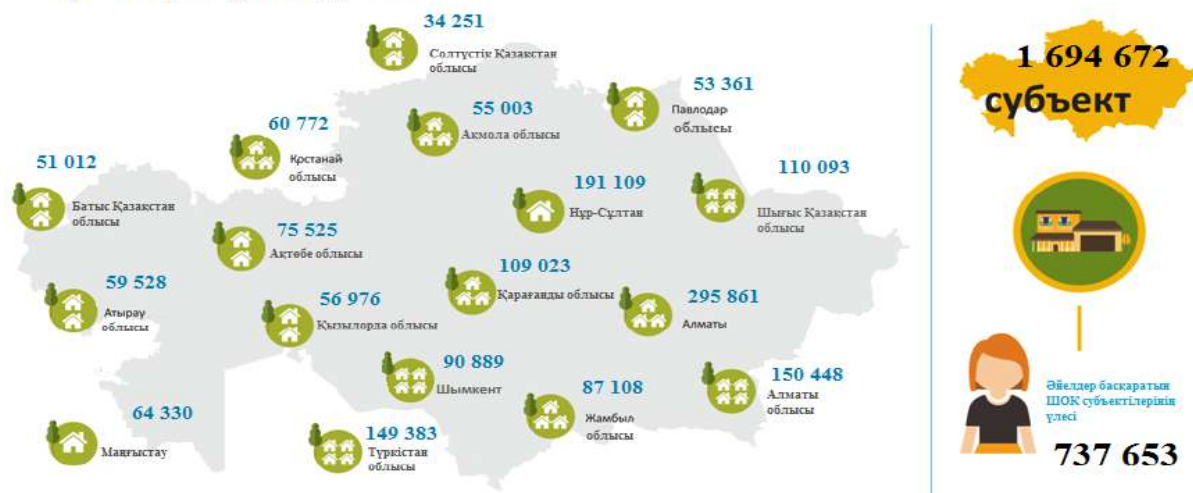 34 251
Солтүстік Қазақстан
облысы
53 361
Павлодар
облысы
55 003
Ақмола облысы
60 772
Қрстанай
облысы
51 012
Батыс Қазақстан
облысы
191 109
Нұр-Сұлтан
110 093
Шығыс Қазақстан
облысы
75 525
Ақтөбе облысы
109 023
Қарағанды облысы
59 528
Атырау
облысы
56 976
Қызылорда облысы
295 861
Алматы
90 889
Шымкент
87 108
Жамбыл
облысы
150 448
Алматы
облысы
64 330
Маңғыстау
149 383
Түркістан
облысы
1 694 672
субъект
Әйелдер басқаратын
ШОК субъектілерінің
үлесі
737 653